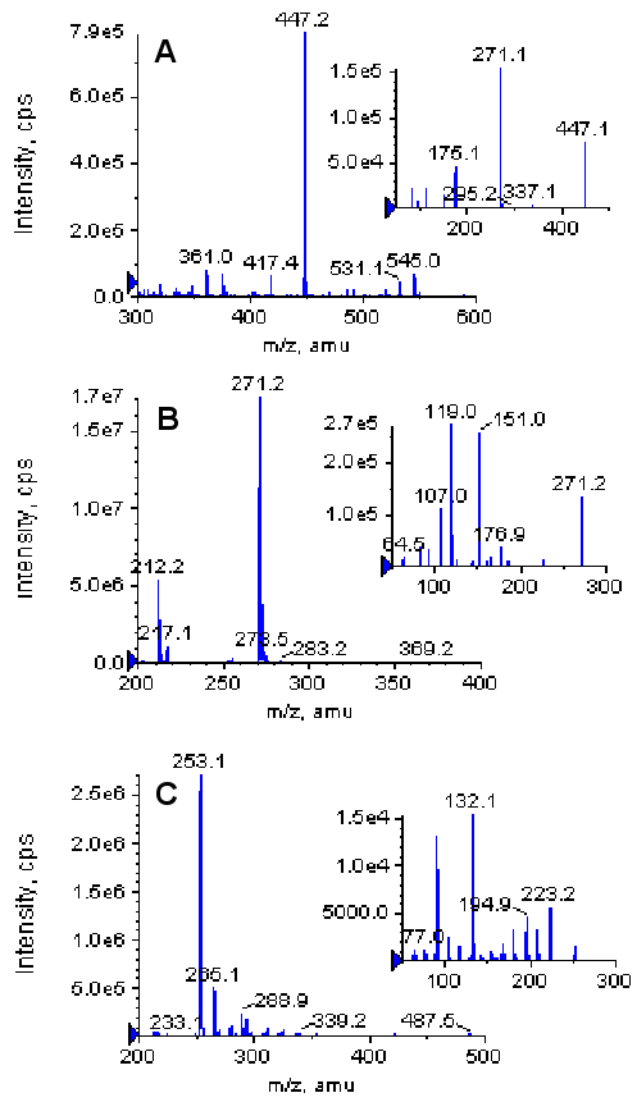 A
447.2
7.9e5
6.0e5
4.0e5
2.0e5
0.0
Intensity, cps
361.0
417.4
531.1
545.0
300
400
500
600
m/z, amu
1.5e5
1.0e5
5.0e4
271.1
447.1
175.1
295.2
337.1
200
400
B
271.2
1.7e7
1.5e7
1.0e7
5.0e6
0.0
Intensity, cps
212.2
217.1
273.5
283.2
369.2
200
250
300
350
400
m/z, amu
2.7e5
2.0e5
1.0e5
119.0
151.0
107.0
271.2
64.5
176.9
100
200
300
C
253.1
2.5e6
2.0e6
1.5e6
1.0e6
5.0e5
Intensity, cps
233.1
265.1
288.9
339.2
487.5
200
300
400
500
m/z, amu
1.5e4
1.0e4
5000.0
132.1
194.9
223.2
77.0
100
200
300